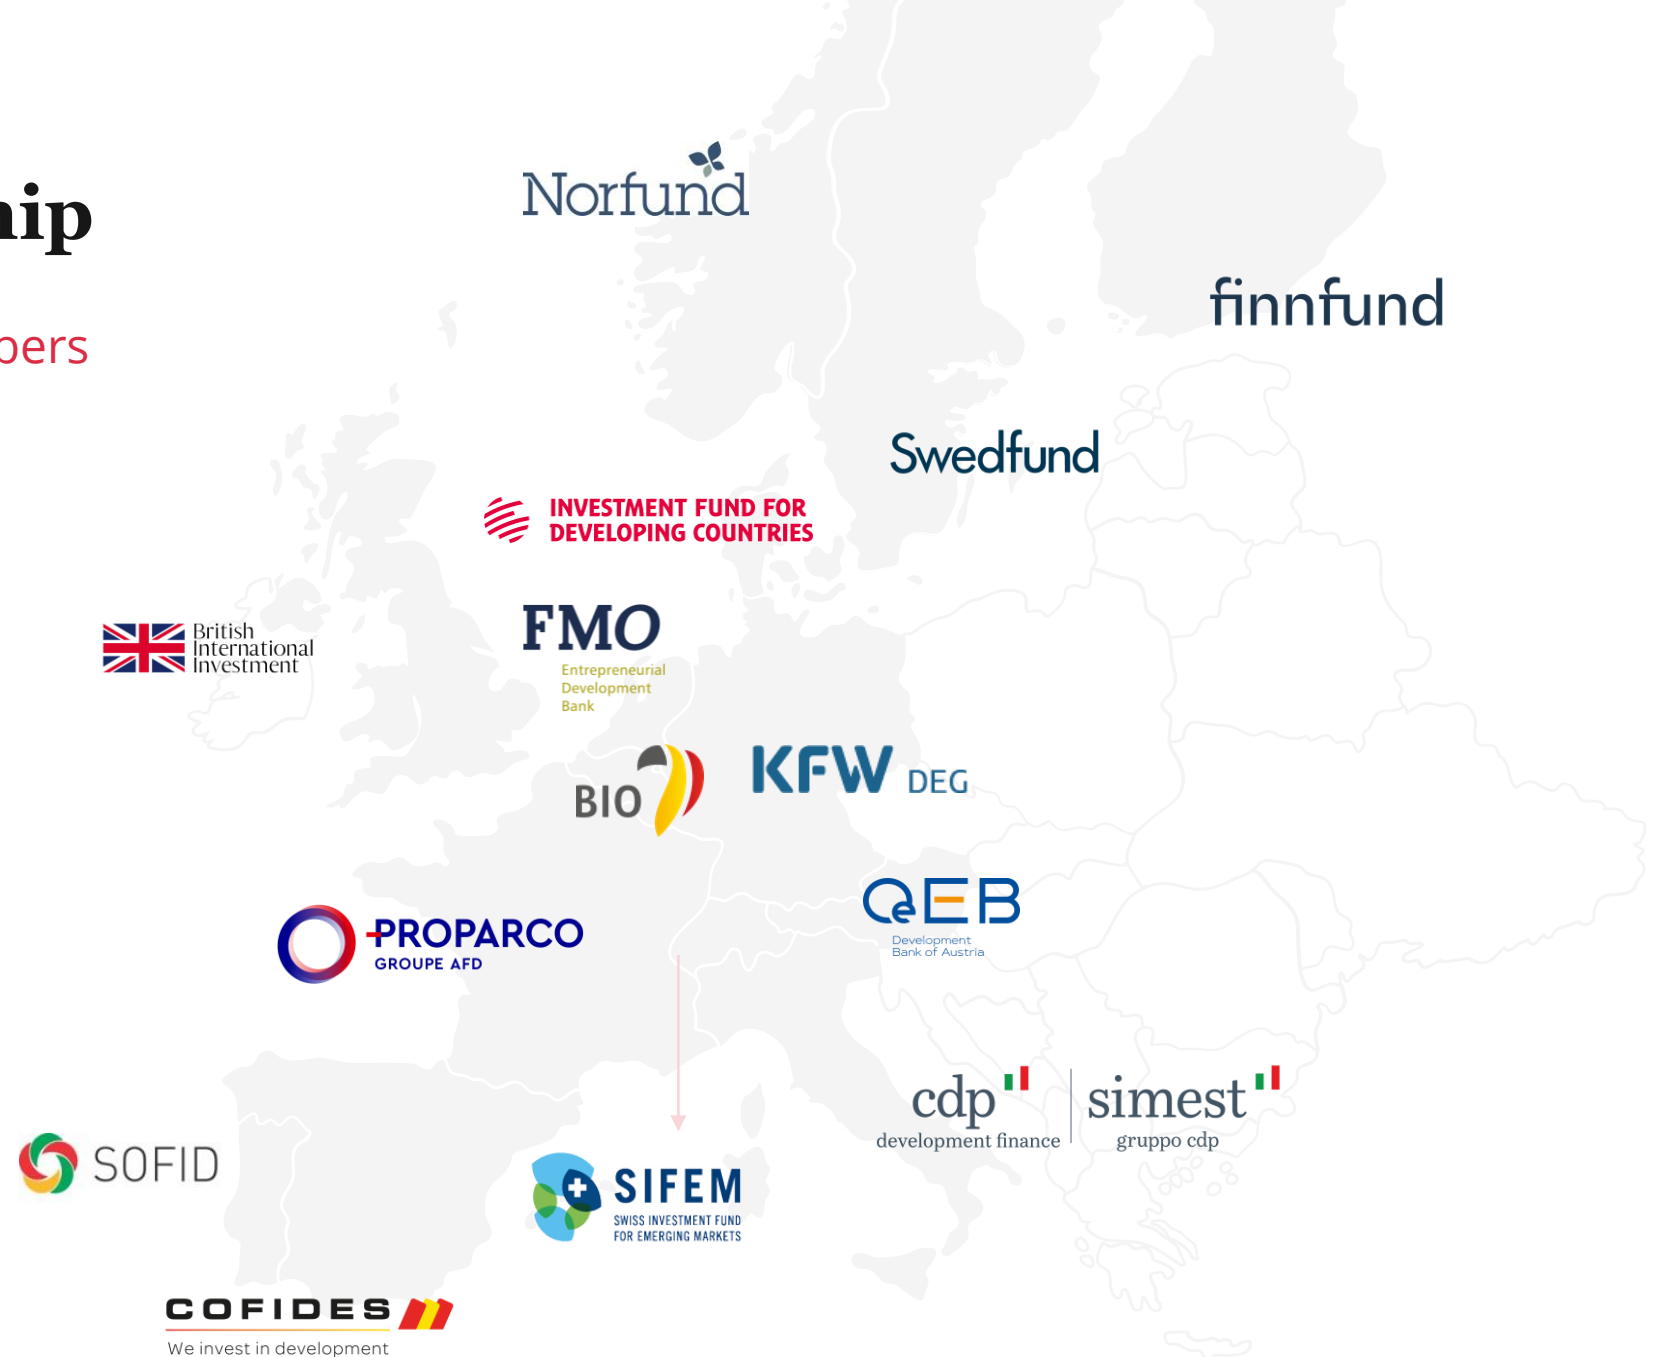 hip
bers
Norfund
finnfund
Swedfund
INVESTMENT FUND FOR
DEVELOPING COUNTRIES
British
International
Investment
FMO
Entrepreneurial
Development
Bank
BIO
KFW DEG
OeEB
Development
Bank of Austria
PROPARCO
GROUPE AFD
cdp
development finance
simest
gruppo cdp
SOFID
SIFEM
SWISS INVESTMENT FUND
FOR EMERGING MARKETS
COFIDES
We invest in development